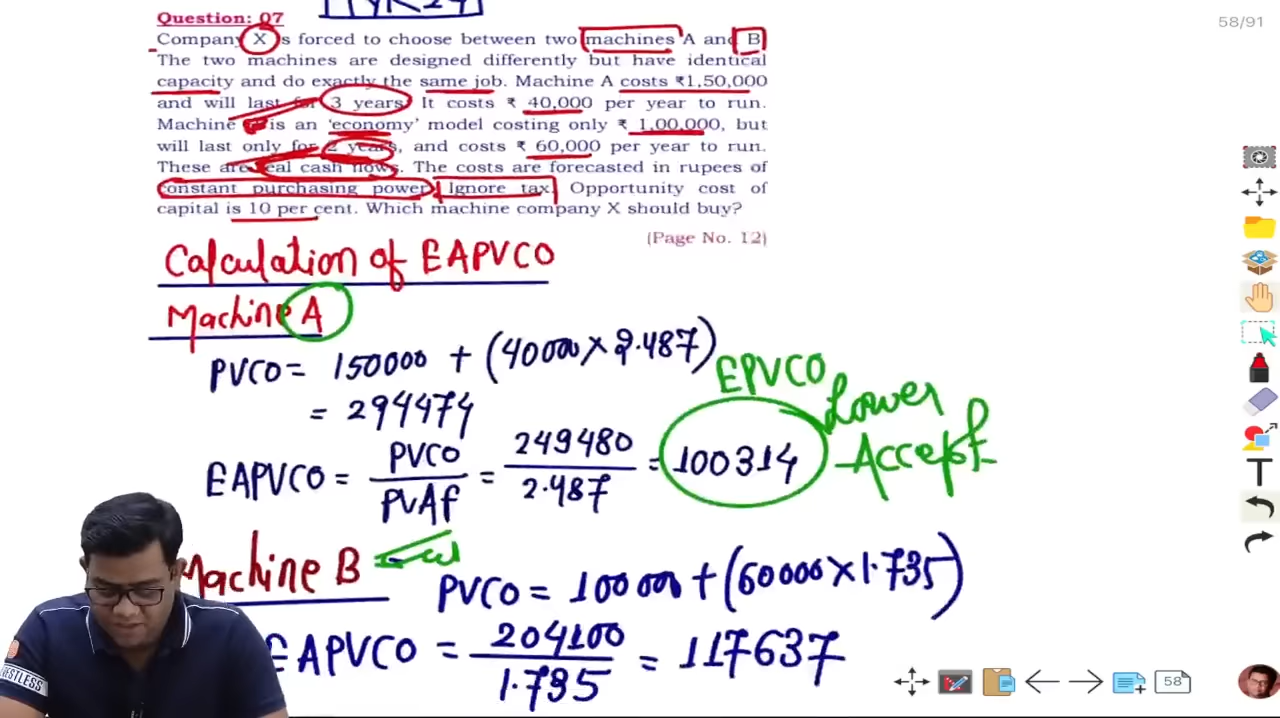 58/91
Question: 07
Company X is forced to choose between two machines A and B
The two machines are designed differently but have identical
capacity and do exactly the same job. Machine A costs ₹1,50,000
and will last for 3 years. It costs ₹ 40,000 per year to run.
Machine is an 'economy' model costing only ₹ 1,00,000, but
will last only for 2 years, and costs ₹ 60,000 per year to run.
These are real cash flows. The costs are forecasted in rupees of
constant purchasing power. Ignore tax. Opportunity cost of
capital is 10 per cent. Which machine company X should buy?
(Page No. 12)
Calculation of EAPVCO
Machine A
PVCO = 150000 + (40000 × 2.487)
= 294474
EAPVCO = PVCO / PVAF = 249480 / 2.487 = 100314
EPVCO
Lower
Accept
Machine B
PVCO = 100000 + (60000 × 1.735)
EAPVCO = 204100 / 1.735 = 117637
RESTLESS
T
58